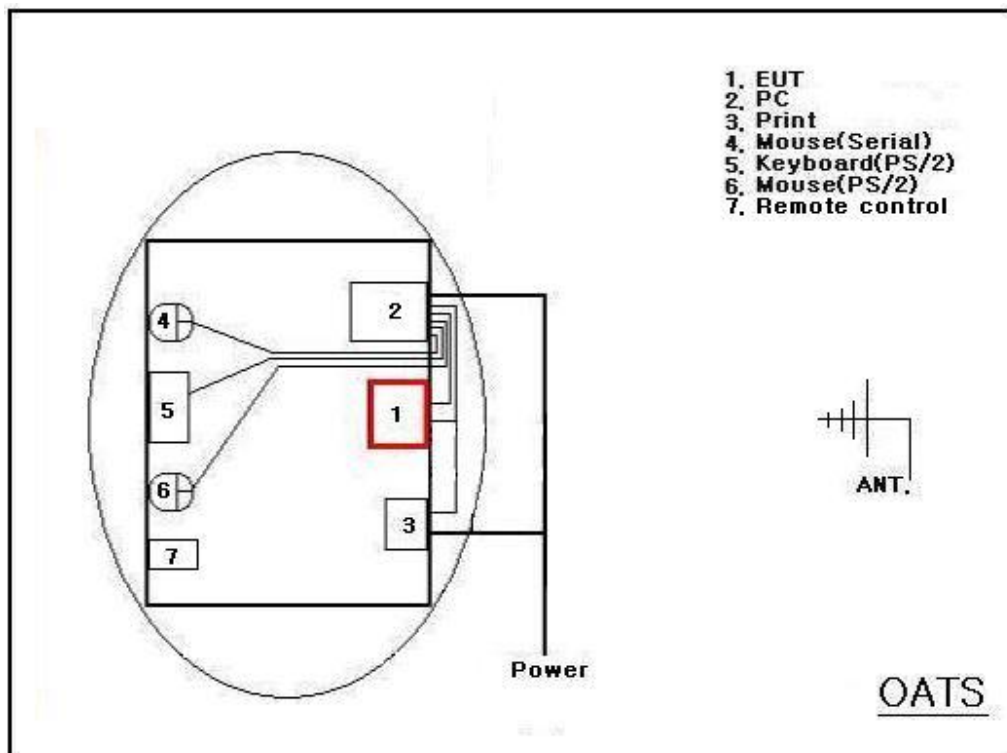 1, EUT
2, PC
3, Print
4, Mouse(Serial)
5, Keyboard(PS/2)
6, Mouse(PS/2)
7, Remote control
2
4
1
5
6
3
7
ANT.
Power
OATS